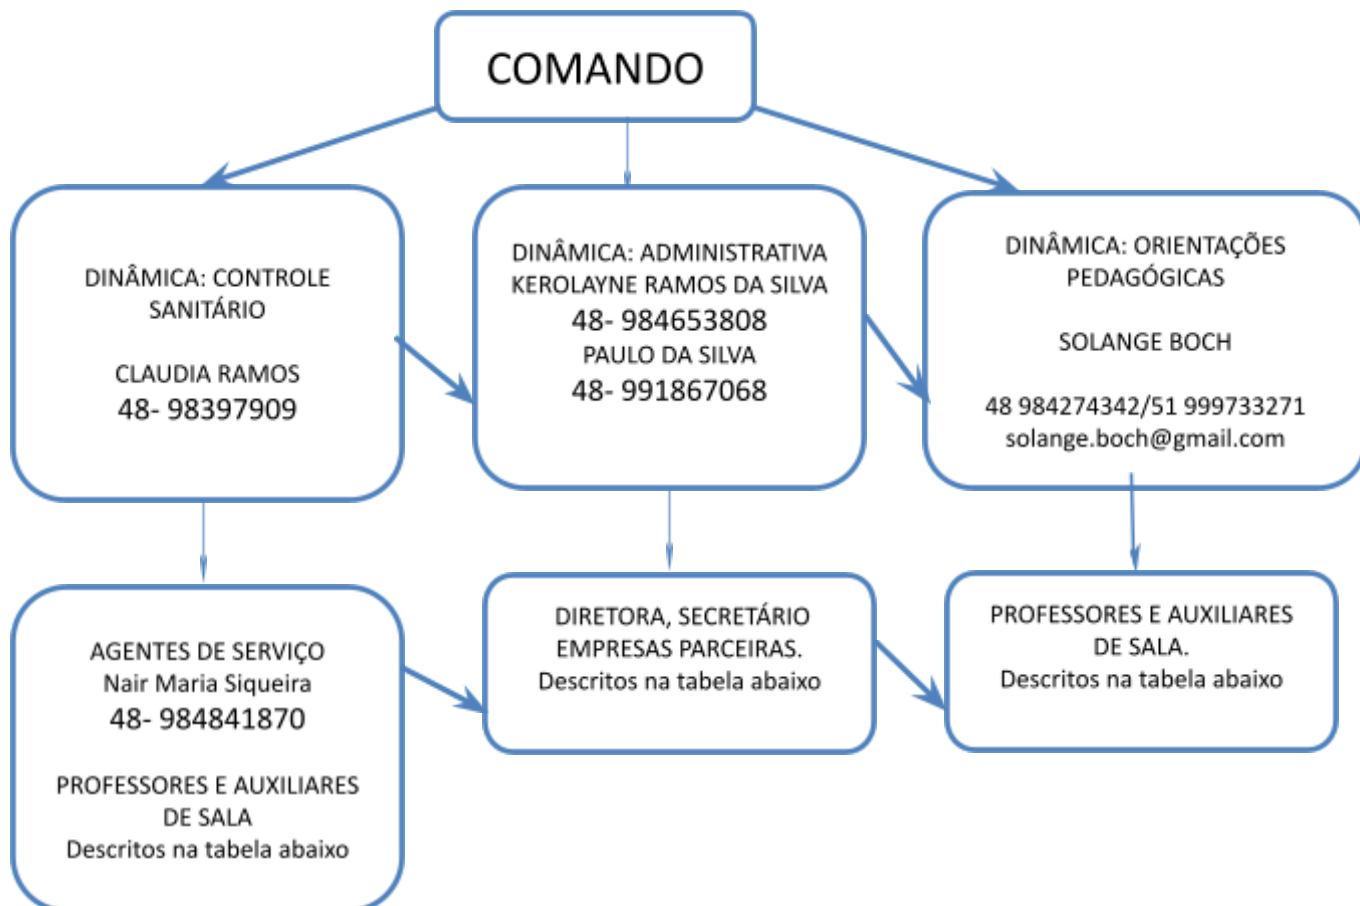 COMANDO
DINÂMICA: CONTROLE
SANITÁRIO
CLAUDIA RAMOS
48- 98397909
DINÂMICA: ADMINISTRATIVA
KEROLAYNE RAMOS DA SILVA
48- 984653808
PAULO DA SILVA
48- 991867068
DINÂMICA: ORIENTAÇÕES
PEDAGÓGICAS
SOLANGE BOCH
48 984274342/51 999733271
solange.boch@gmail.com
AGENTES DE SERVIÇO
Nair Maria Siqueira
48- 984841870
PROFESSORES E AUXILIARES
DE SALA
Descritos na tabela abaixo
DIRETORA, SECRETÁRIO
EMPRESAS PARCEIRAS.
Descritos na tabela abaixo
PROFESSORES E AUXILIARES
DE SALA.
Descritos na tabela abaixo